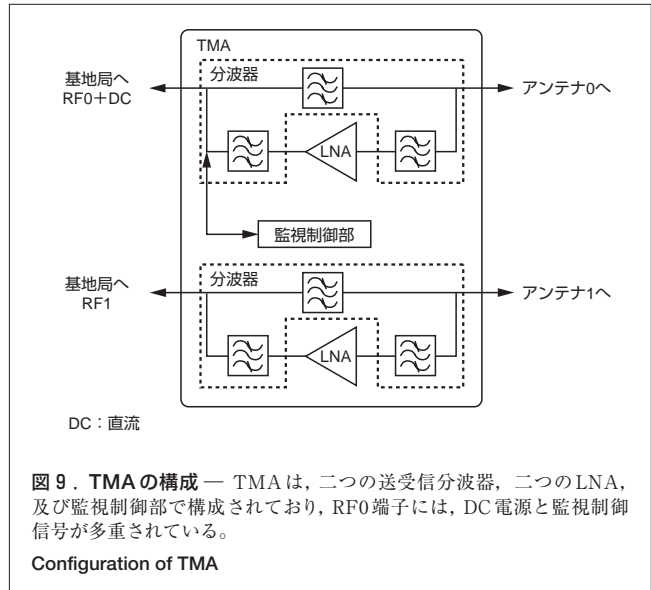 TMA
分波器
基地局へ
RF0＋DC
アンテナ0へ
LNA
監視制御部
分波器
基地局へ
RF1
アンテナ1へ
LNA
DC：直流
図9．TMAの構成 — TMAは，二つの送受信分波器，二つのLNA，
及び監視制御部で構成されており，RF0端子には，DC電源と監視制御
信号が多重されている。
Configuration of TMA